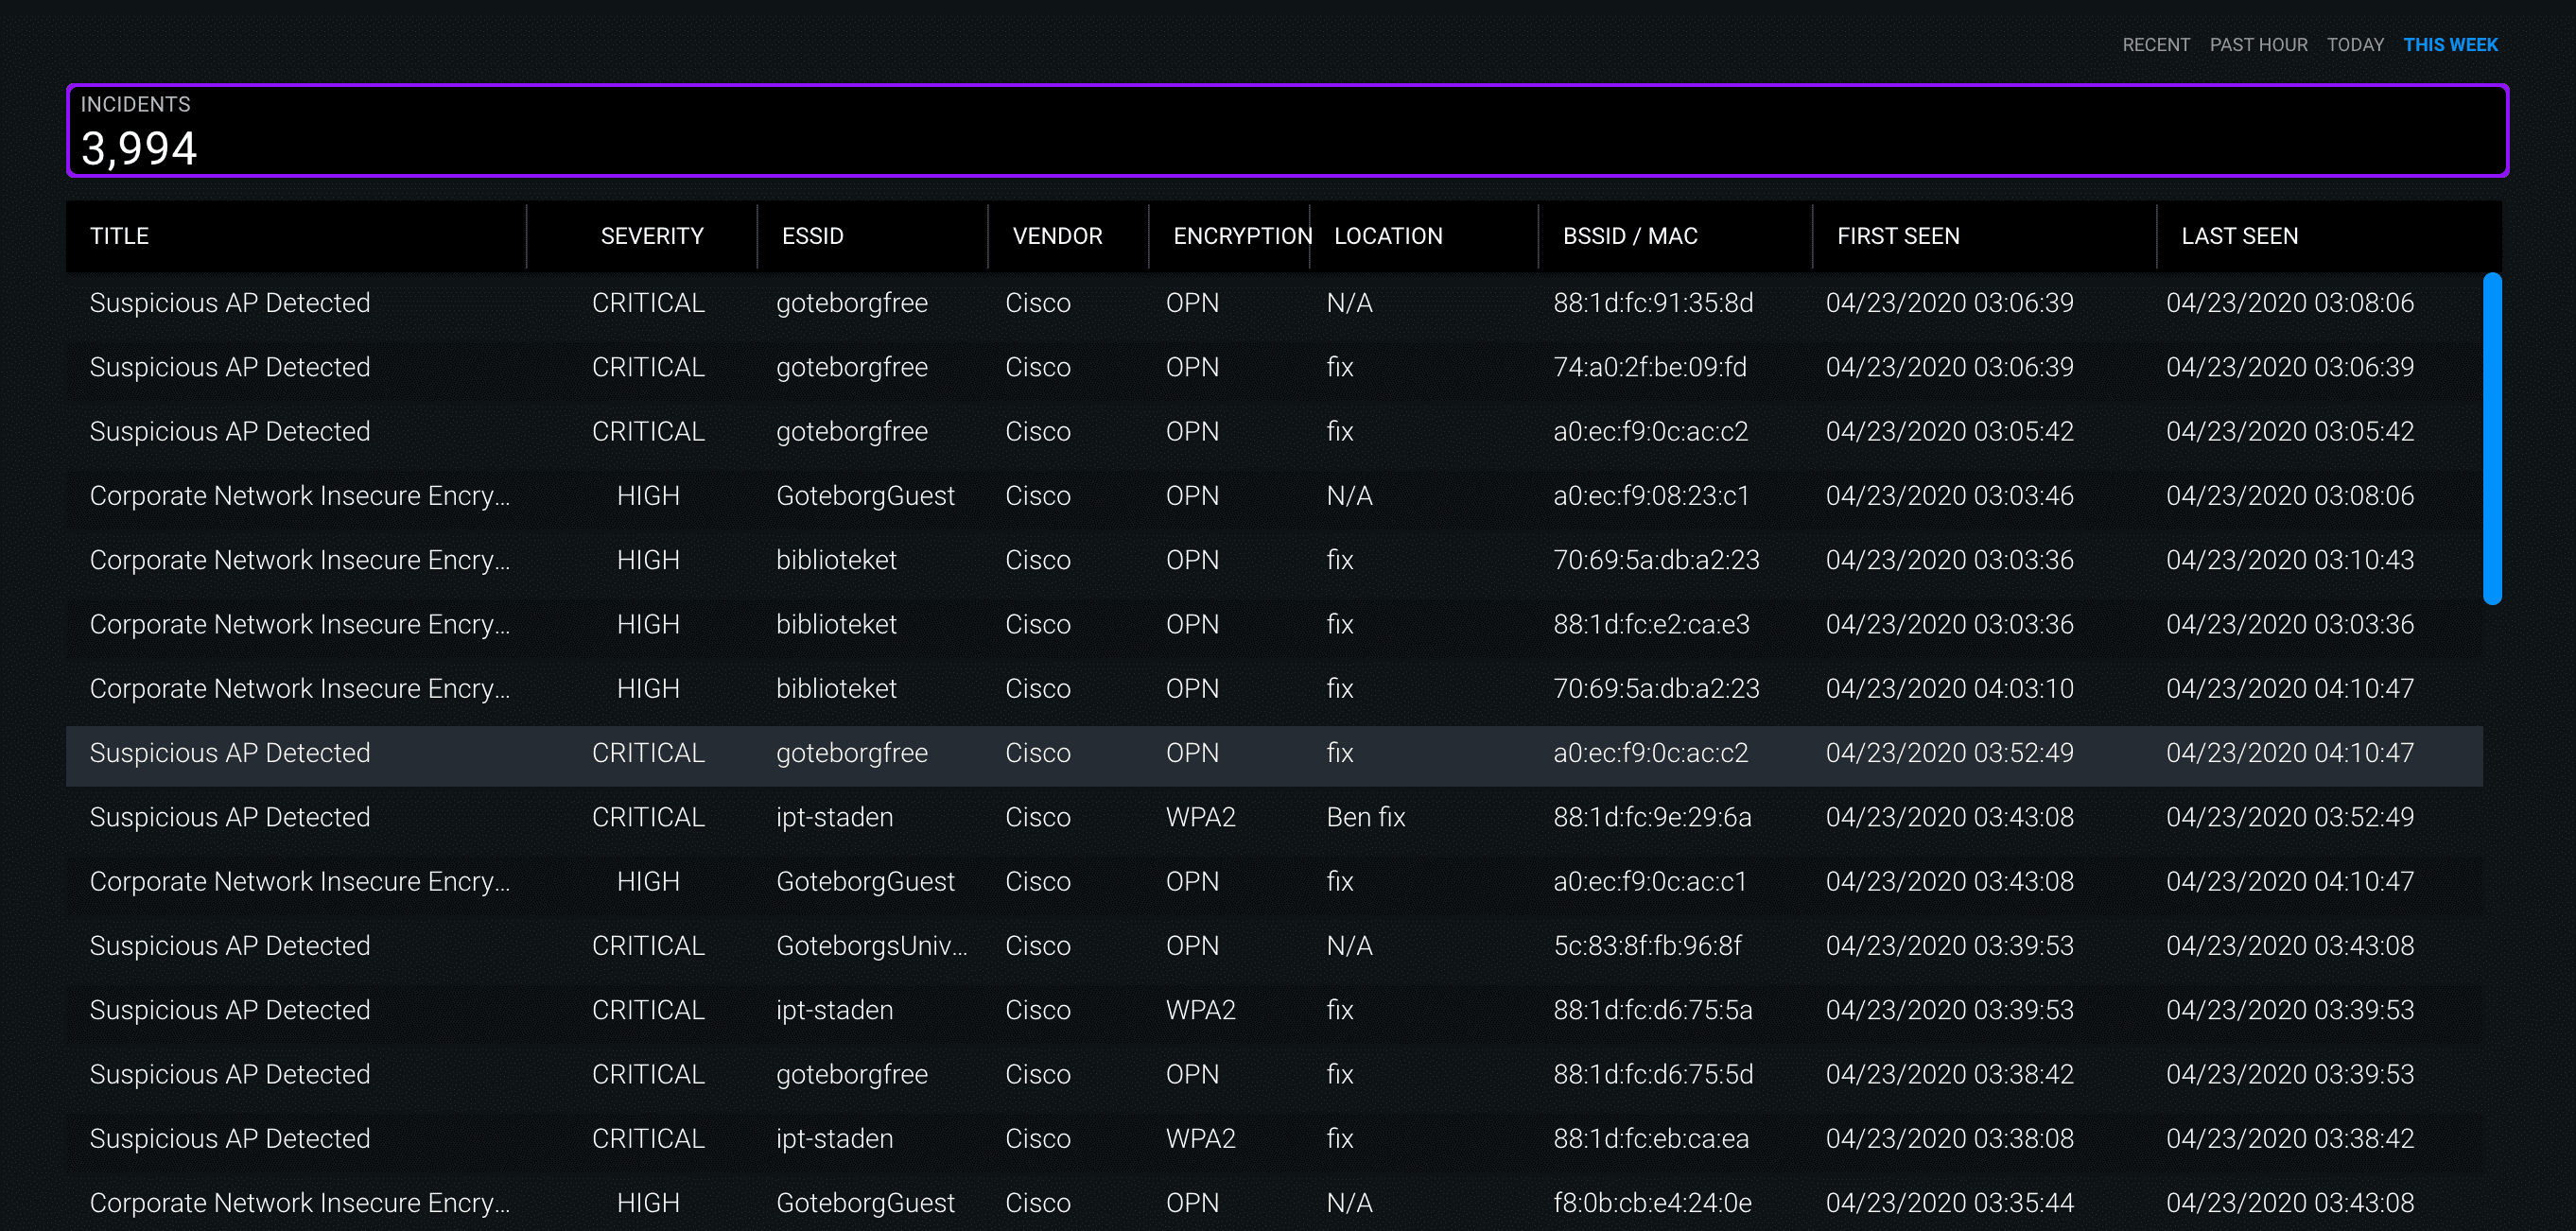 RECENT PAST HOUR TODAY THIS WEEK
INCIDENTS
3,994
TITLE SEVERITY ESSID VENDOR ENCRYPTION LOCATION BSSID / MAC FIRST SEEN LAST SEEN
Suspicious AP Detected CRITICAL goteborgfree Cisco OPN N/A 88:1d:fc:91:35:8d 04/23/2020 03:06:39 04/23/2020 03:08:06
Suspicious AP Detected CRITICAL goteborgfree Cisco OPN fix 74:a0:2f:be:09:fd 04/23/2020 03:06:39 04/23/2020 03:06:39
Suspicious AP Detected CRITICAL goteborgfree Cisco OPN fix a0:ec:f9:0c:ac:c2 04/23/2020 03:05:42 04/23/2020 03:05:42
Corporate Network Insecure Encry... HIGH GoteborgGuest Cisco OPN N/A a0:ec:f9:08:23:c1 04/23/2020 03:03:46 04/23/2020 03:08:06
Corporate Network Insecure Encry... HIGH biblioteket Cisco OPN fix 70:69:5a:db:a2:23 04/23/2020 03:03:36 04/23/2020 03:10:43
Corporate Network Insecure Encry... HIGH biblioteket Cisco OPN fix 88:1d:fc:e2:ca:e3 04/23/2020 03:03:36 04/23/2020 03:03:36
Corporate Network Insecure Encry... HIGH biblioteket Cisco OPN fix 70:69:5a:db:a2:23 04/23/2020 04:03:10 04/23/2020 04:10:47
Suspicious AP Detected CRITICAL goteborgfree Cisco OPN fix a0:ec:f9:0c:ac:c2 04/23/2020 03:52:49 04/23/2020 04:10:47
Suspicious AP Detected CRITICAL ipt-staden Cisco WPA2 Ben fix 88:1d:fc:9e:29:6a 04/23/2020 03:43:08 04/23/2020 03:52:49
Corporate Network Insecure Encry... HIGH GoteborgGuest Cisco OPN fix a0:ec:f9:0c:ac:c1 04/23/2020 03:43:08 04/23/2020 04:10:47
Suspicious AP Detected CRITICAL GoteborgsUniv... Cisco OPN N/A 5c:83:8f:fb:96:8f 04/23/2020 03:39:53 04/23/2020 03:43:08
Suspicious AP Detected CRITICAL ipt-staden Cisco WPA2 fix 88:1d:fc:d6:75:5a 04/23/2020 03:39:53 04/23/2020 03:39:53
Suspicious AP Detected CRITICAL goteborgfree Cisco OPN fix 88:1d:fc:d6:75:5d 04/23/2020 03:38:42 04/23/2020 03:39:53
Suspicious AP Detected CRITICAL ipt-staden Cisco WPA2 fix 88:1d:fc:eb:ca:ea 04/23/2020 03:38:08 04/23/2020 03:38:42
Corporate Network Insecure Encry... HIGH GoteborgGuest Cisco OPN N/A f8:0b:cb:e4:24:0e 04/23/2020 03:35:44 04/23/2020 03:43:08